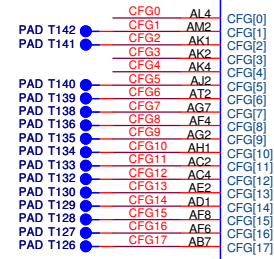 CFG0 AL4 CFG[0]
PAD T142 CFG1 AM2 CFG[1]
PAD T141 CFG2 AK1 CFG[2]
CFG3 AK2 CFG[3]
CFG4 AK4 CFG[4]
PAD T140 CFG5 AJ2 CFG[5]
PAD T139 CFG6 AT2 CFG[6]
PAD T138 CFG7 AG7 CFG[7]
PAD T136 CFG8 AF4 CFG[8]
PAD T135 CFG9 AG2 CFG[9]
PAD T134 CFG10 AH1 CFG[10]
PAD T133 CFG11 AC2 CFG[11]
PAD T132 CFG12 AC4 CFG[12]
PAD T130 CFG13 AE2 CFG[13]
PAD T129 CFG14 AD1 CFG[14]
PAD T128 CFG15 AF8 CFG[15]
PAD T127 CFG16 AF6 CFG[16]
PAD T126 CFG17 AB7 CFG[17]